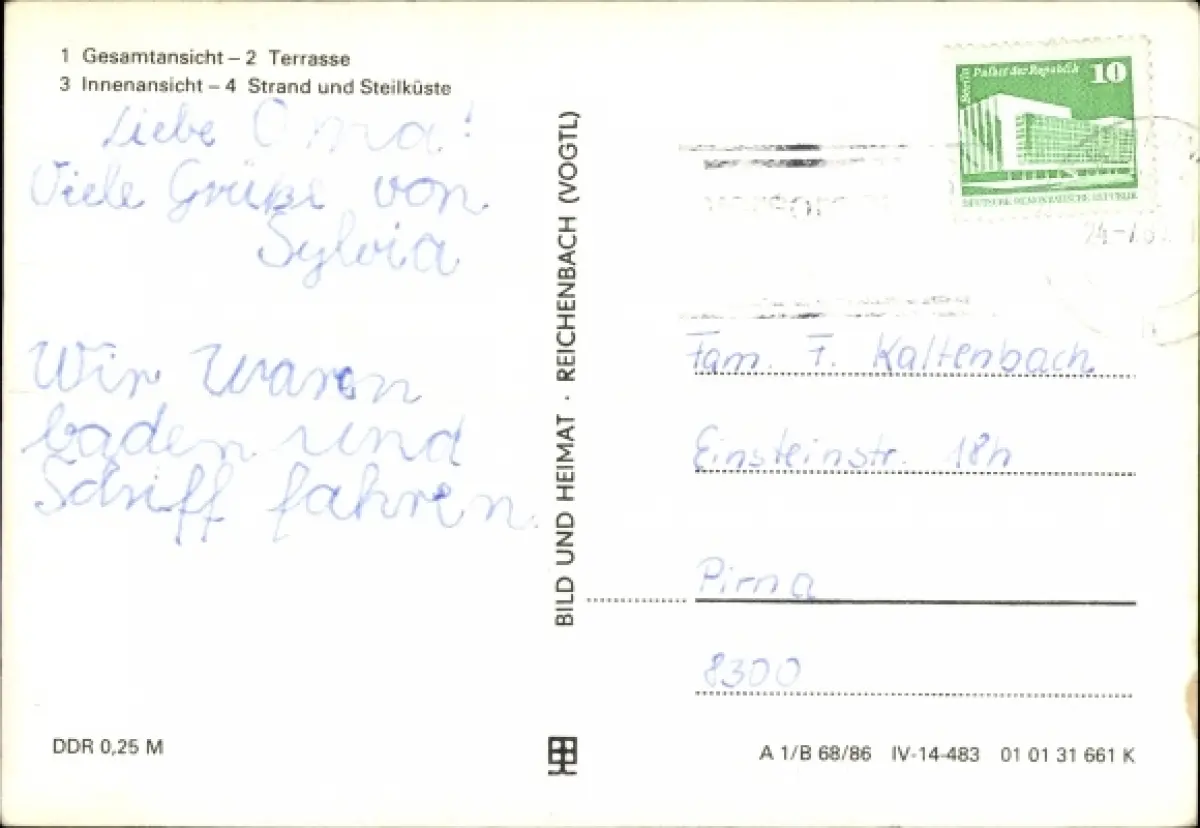 1 Gesamtansicht – 2 Terrasse
3 Innenansicht – 4 Strand und Steilküste
Liebe Oma!
Viele Grüße von
Sylvia
Wir waren
baden und
Schiff fahren.
DDR 0,25 M
BILD UND HEIMAT · REICHENBACH (VOGTL)
Berlin
Palast der Republik 10
DEUTSCHE DEMOKRATISCHE REPUBLIK
Fam. F. Kaltenbach
Einsteinstr. 18h
Pirna
8300
A 1/B 68/86 IV-14-483 01 01 31 661 K